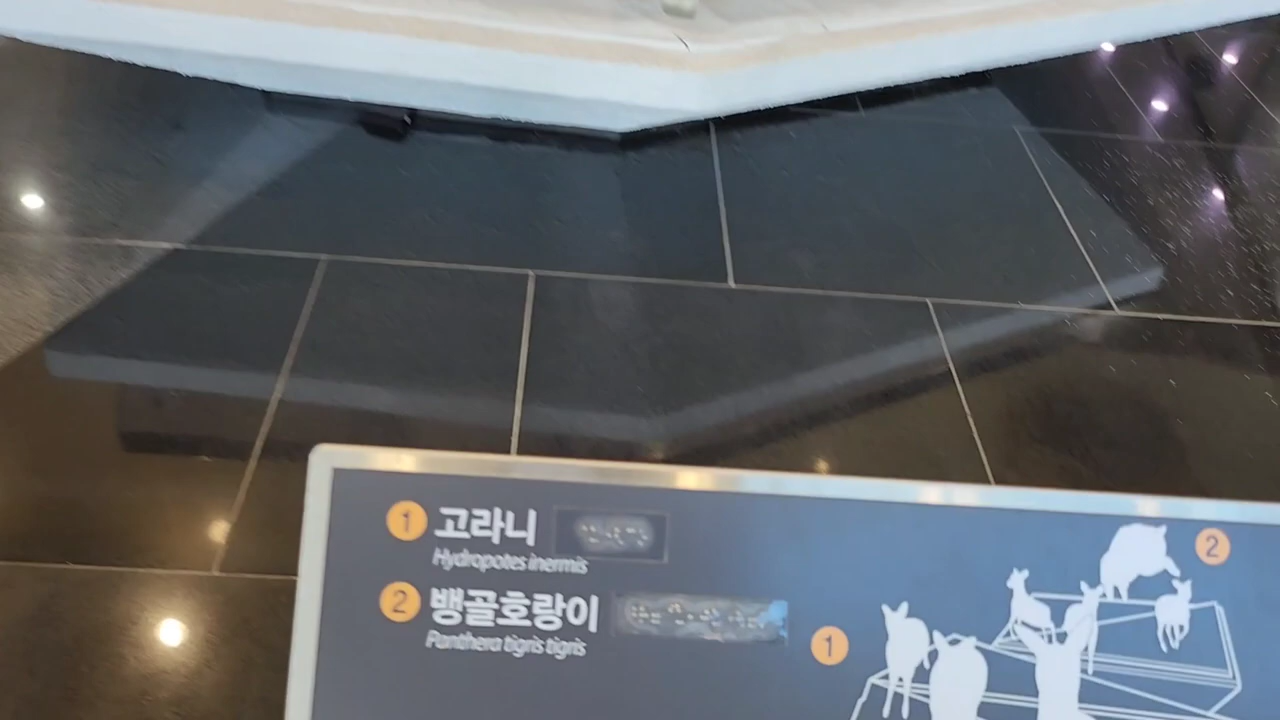 1 고라니
Hydropotes inermis
2 뱅골호랑이
Panthera tigris tigris
2
1